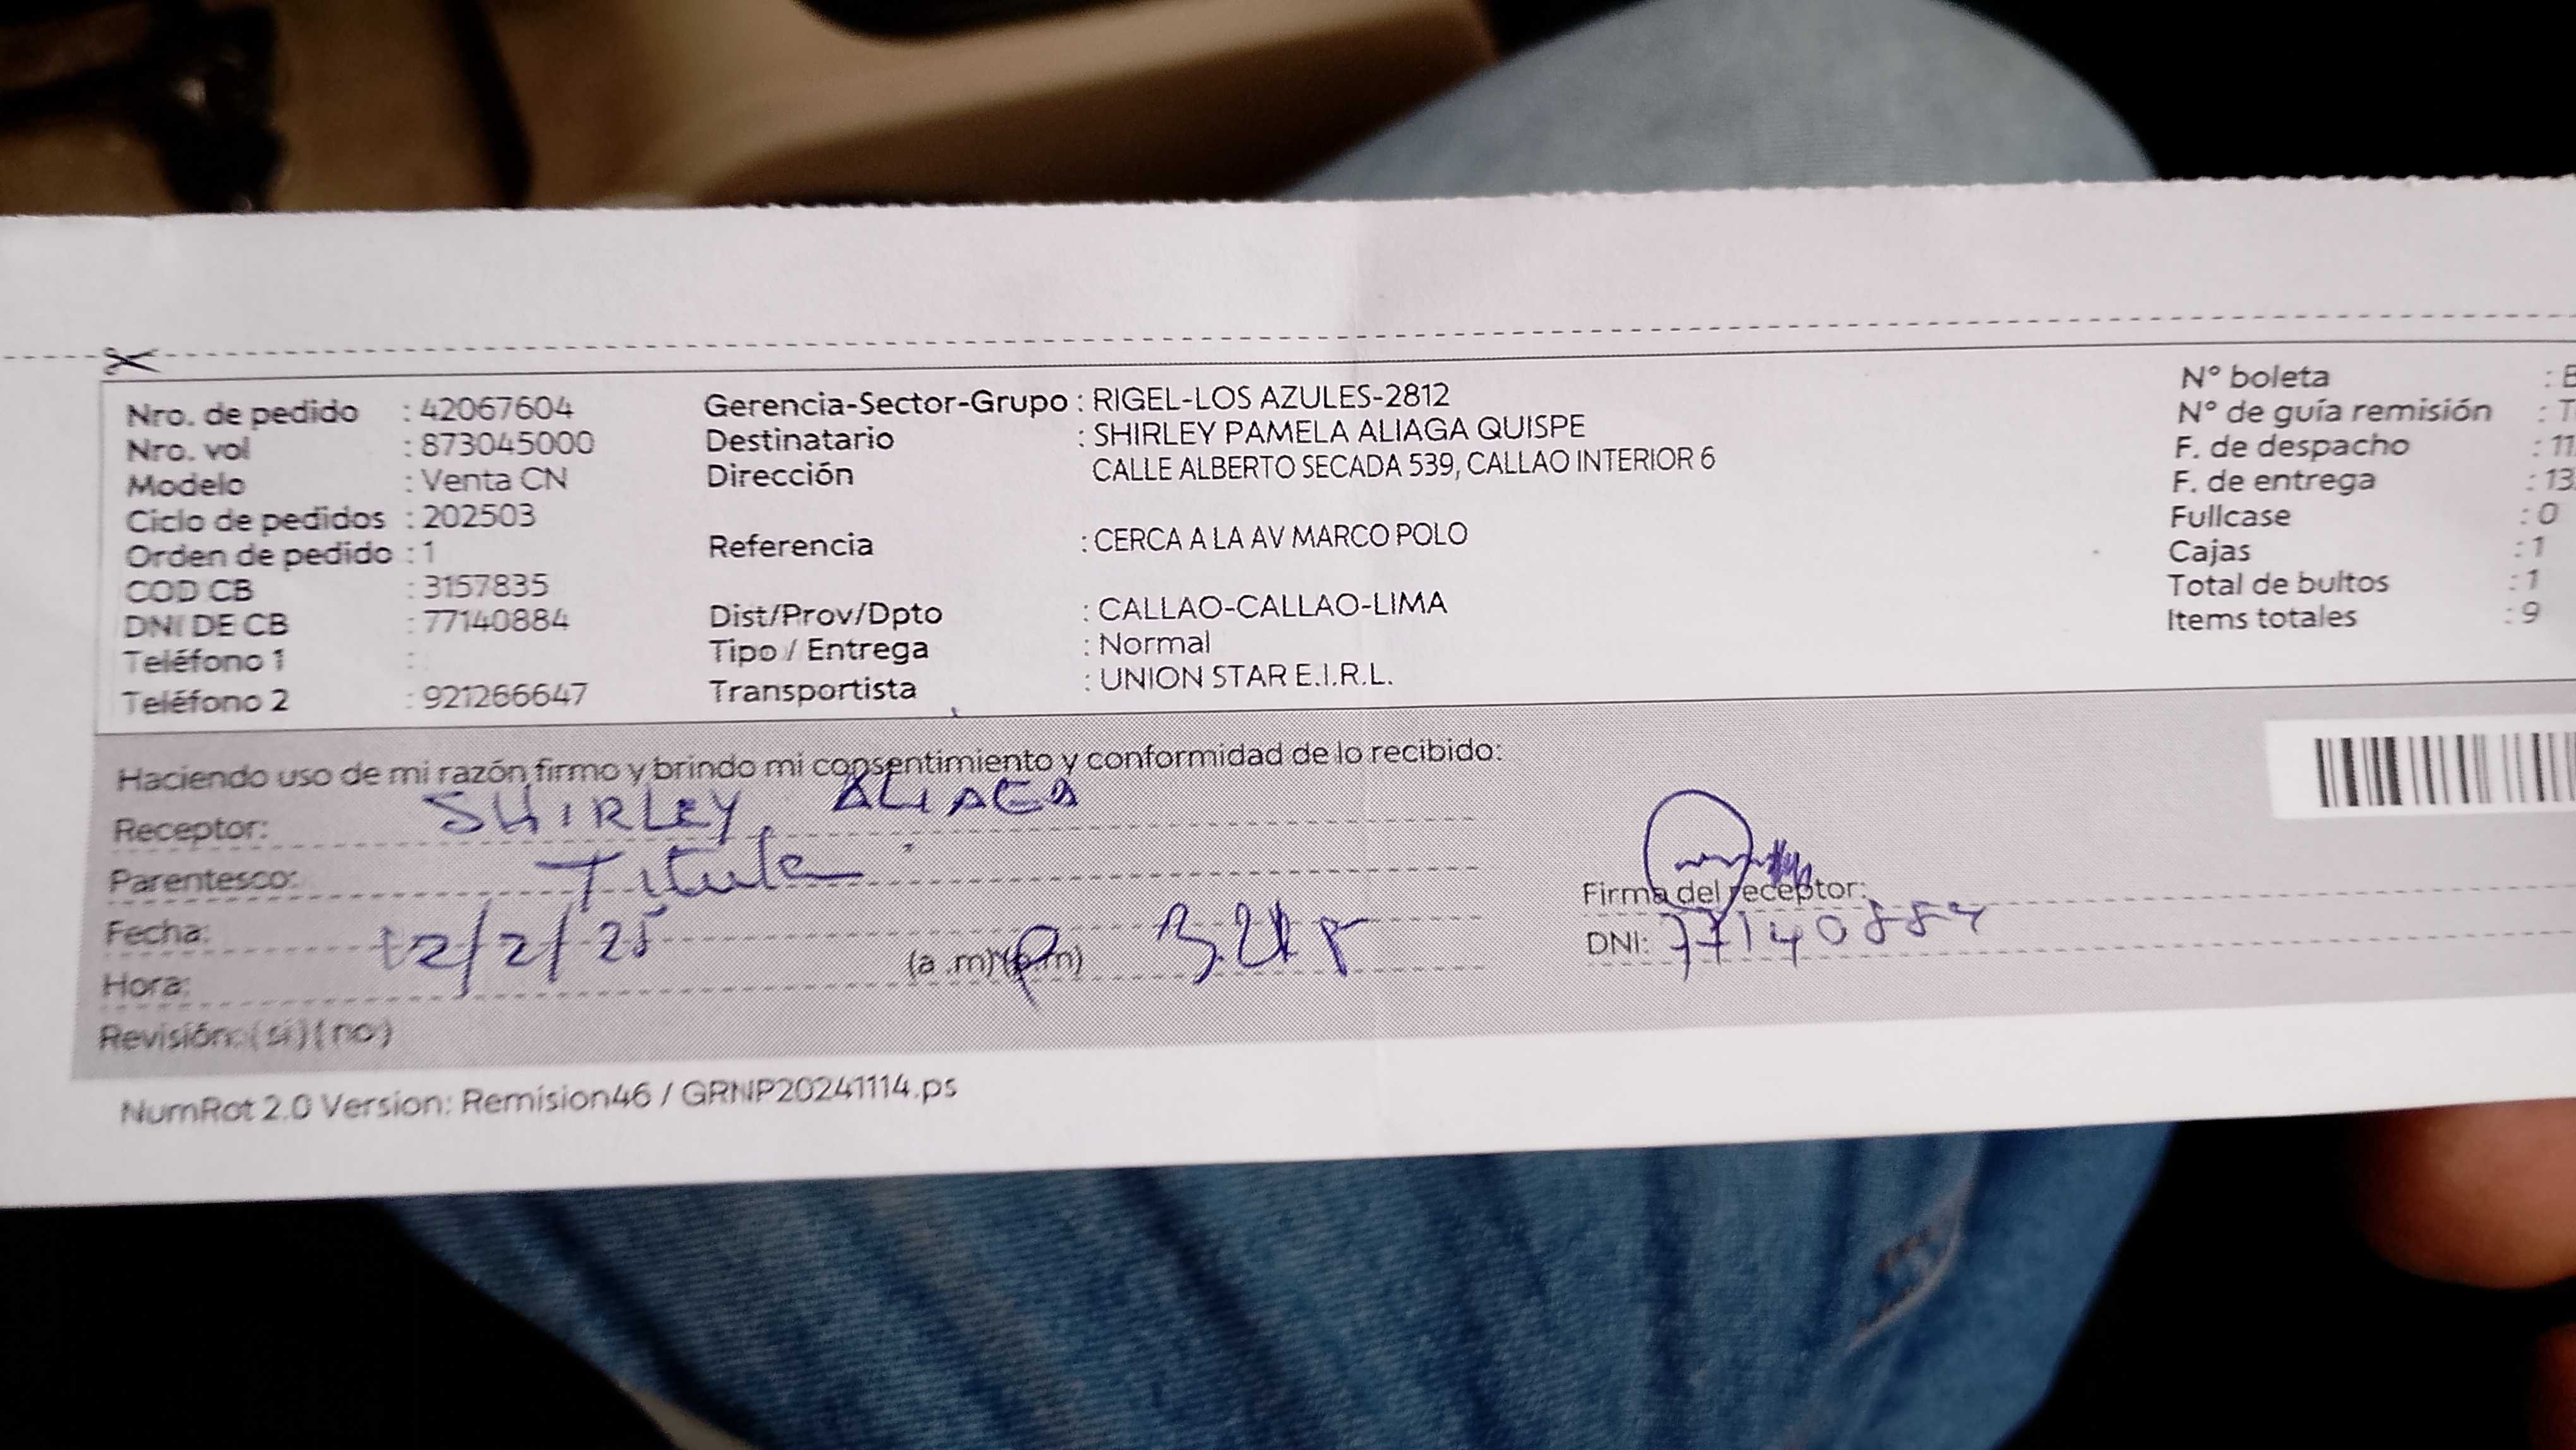 Nro. de pedido : 42067604
Nro. vol : 873045000
Modelo : Venta CN
Ciclo de pedidos : 202503
Orden de pedido : 1
COD CB : 3157835
DNI DE CB : 77140884
Teléfono 1 :
Teléfono 2 : 921266647
Gerencia-Sector-Grupo : RIGEL-LOS AZULES-2812
Destinatario : SHIRLEY PAMELA ALIAGA QUISPE
Dirección CALLE ALBERTO SECADA 539, CALLAO INTERIOR 6
Referencia : CERCA A LA AV MARCO POLO
Dist/Prov/Dpto : CALLAO-CALLAO-LIMA
Tipo / Entrega : Normal
Transportista : UNION STAR E.I.R.L.
N° boleta :
N° de guía remisión :
F. de despacho : 11
F. de entrega : 13
Fullcase : 0
Cajas : 1
Total de bultos : 1
Items totales : 9
Haciendo uso de mi razón firmo y brindo mi consentimiento y conformidad de lo recibido:
Receptor: SHIRLEY ALIAGA
Parentesco: Titula
Fecha: 12/2/25
Hora: (a .m)(p.m)
Revisión: (si) (no)
Firma del receptor:
DNI: 77140884
NumRot 2.0 Version: Remision46 / GRNP20241114.ps